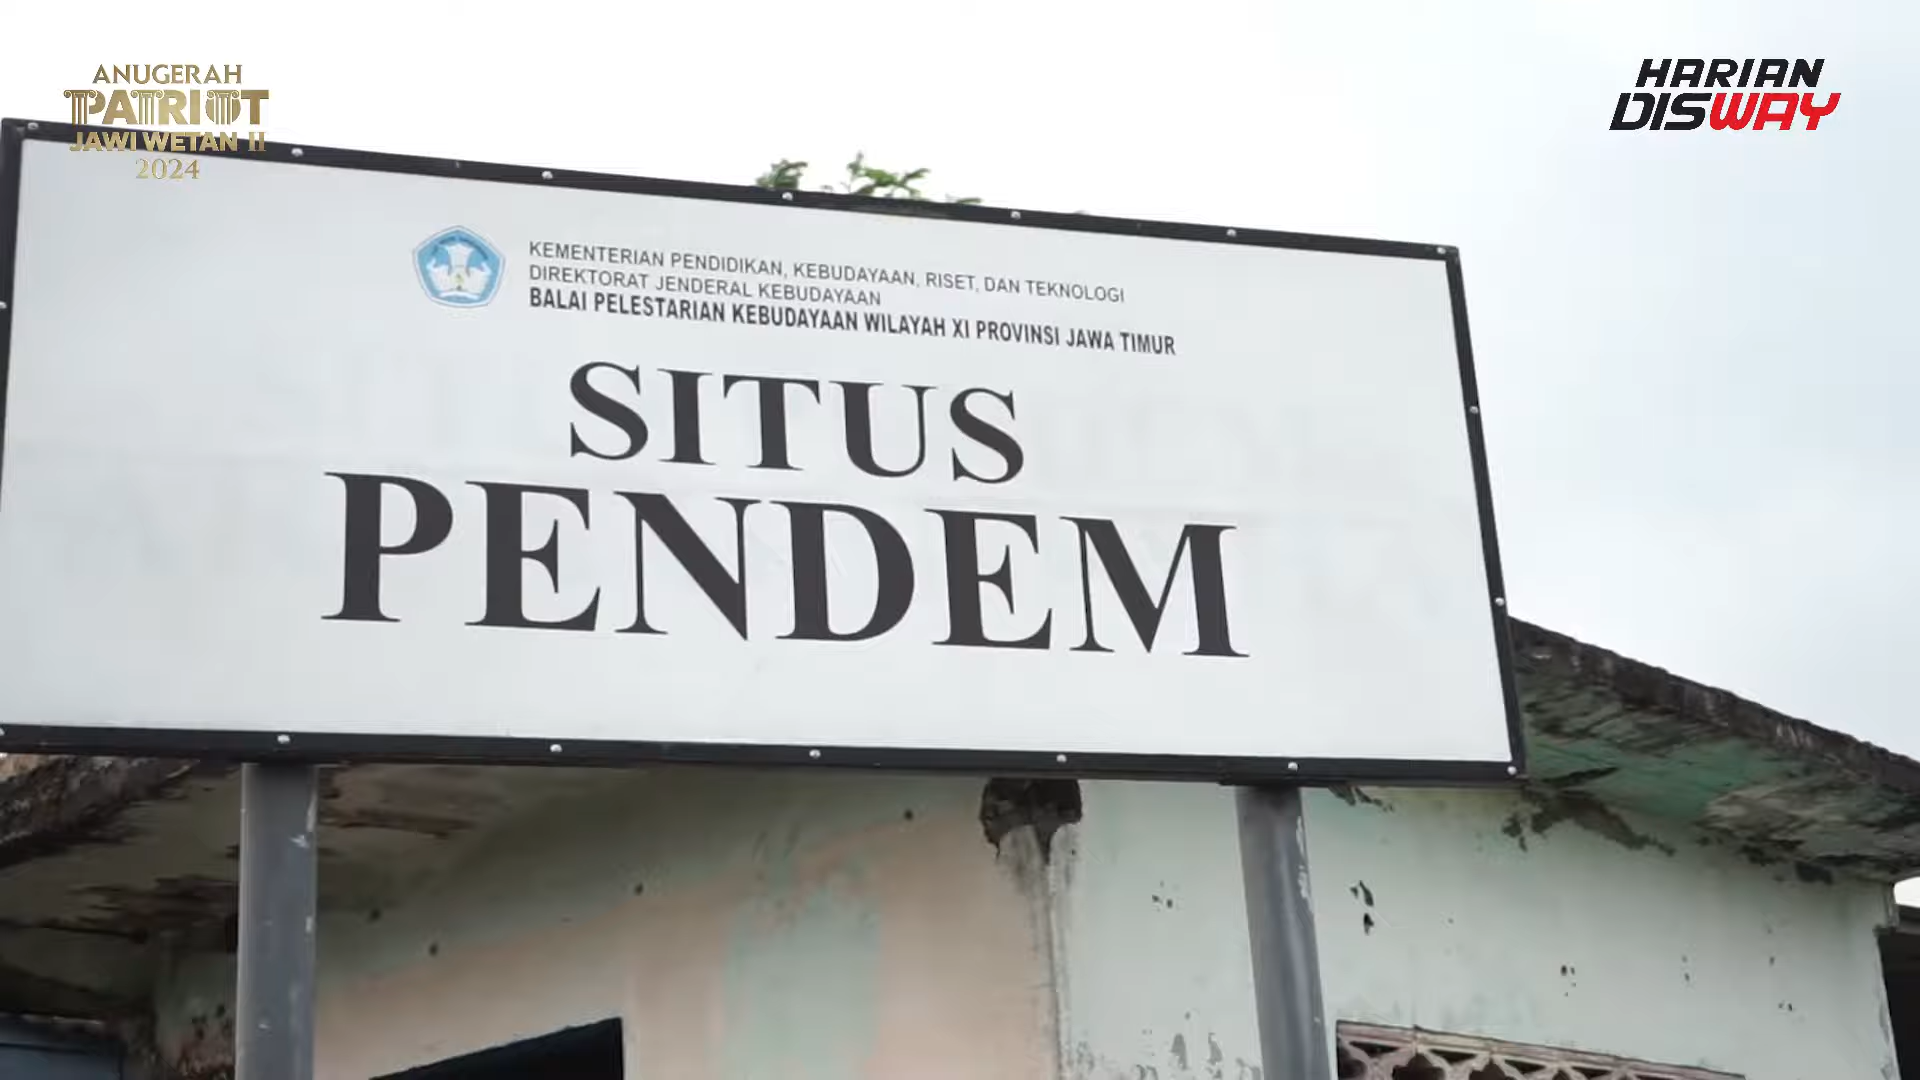 ANUGERAH
PATRIOT
JAWI WETAN II
2024
HARIAN
DISWAY
KEMENTERIAN PENDIDIKAN, KEBUDAYAAN, RISET, DAN TEKNOLOGI
DIREKTORAT JENDERAL KEBUDAYAAN
BALAI PELESTARIAN KEBUDAYAAN WILAYAH XI PROVINSI JAWA TIMUR
SITUS
PENDEM